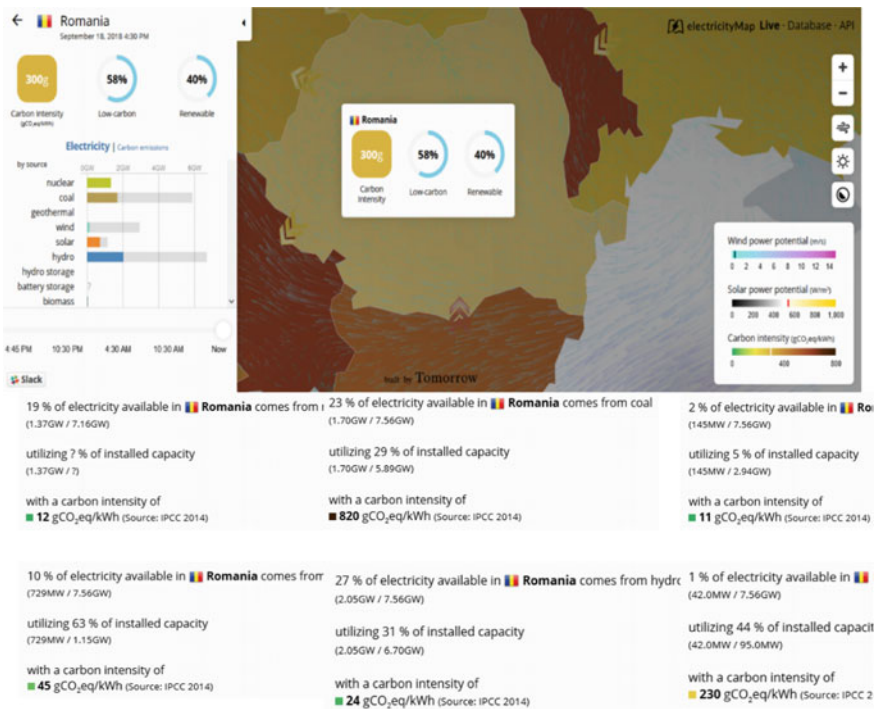 Romania
September 18, 2018 4:30 PM
300g
58%
40%
Carbon Intensity
(gCO₂eq/kWh)
Low-carbon
Renewable
Electricity | Carbon emissions
by source
0GW 2GW 4GW 6GW
nuclear
coal
geothermal
wind
solar
hydro
hydro storage
battery storage ?
biomass
4:45 PM 10:30 PM 4:30 AM 10:30 AM Now
Slack
electricityMap Live · Database · API
+
−
Romania
300g
58%
40%
Carbon
Intensity
Low-carbon
Renewable
Wind power potential (m/s)
0 2 4 6 8 10 12 14
Solar power potential (W/m²)
0 200 400 600 800 1,000
Carbon intensity (gCO₂eq/kWh)
0 400 800
built by Tomorrow
19 % of electricity available in Romania comes from
(1.37GW / 7.16GW)
utilizing ? % of installed capacity
(1.37GW / ?)
with a carbon intensity of
12 gCO₂eq/kWh (Source: IPCC 2014)
23 % of electricity available in Romania comes from coal
(1.70GW / 7.56GW)
utilizing 29 % of installed capacity
(1.70GW / 5.89GW)
with a carbon intensity of
820 gCO₂eq/kWh (Source: IPCC 2014)
2 % of electricity available in Ro
(145MW / 7.56GW)
utilizing 5 % of installed capacity
(145MW / 2.94GW)
with a carbon intensity of
11 gCO₂eq/kWh (Source: IPCC 2014)
10 % of electricity available in Romania comes from
(729MW / 7.56GW)
utilizing 63 % of installed capacity
(729MW / 1.15GW)
with a carbon intensity of
45 gCO₂eq/kWh (Source: IPCC 2014)
27 % of electricity available in Romania comes from hydro
(2.05GW / 7.56GW)
utilizing 31 % of installed capacity
(2.05GW / 6.70GW)
with a carbon intensity of
24 gCO₂eq/kWh (Source: IPCC 2014)
1 % of electricity available in
(42.0MW / 7.56GW)
utilizing 44 % of installed capacit
(42.0MW / 95.0MW)
with a carbon intensity of
230 gCO₂eq/kWh (Source: IPCC 2